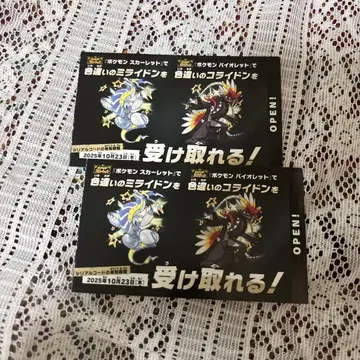 『ポケモン スカーレット』で
色違いのミライドンを
『ポケモン バイオレット』で
色違いのコライドンを
シリアルコードの有効期限
2025年10月23日(木)
受け取れる!
OPEN!
『ポケモン スカーレット』で
色違いのミライドンを
『ポケモン バイオレット』で
色違いのコライドンを
シリアルコードの有効期限
2025年10月23日(木)
受け取れる!
OPEN!